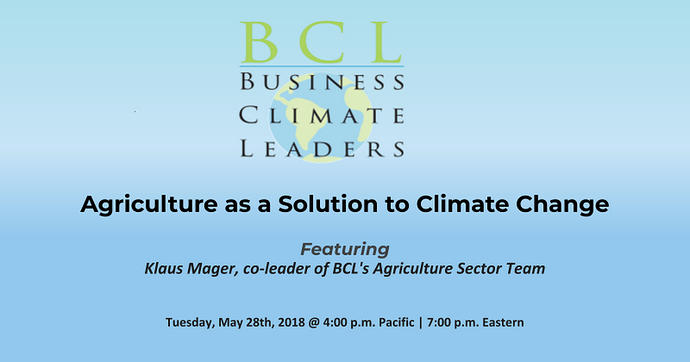 BCL
BUSINESS
CLIMATE
LEADERS
Agriculture as a Solution to Climate Change
Featuring
Klaus Mager, co-leader of BCL's Agriculture Sector Team
Tuesday, May 28th, 2018 @ 4:00 p.m. Pacific | 7:00 p.m. Eastern